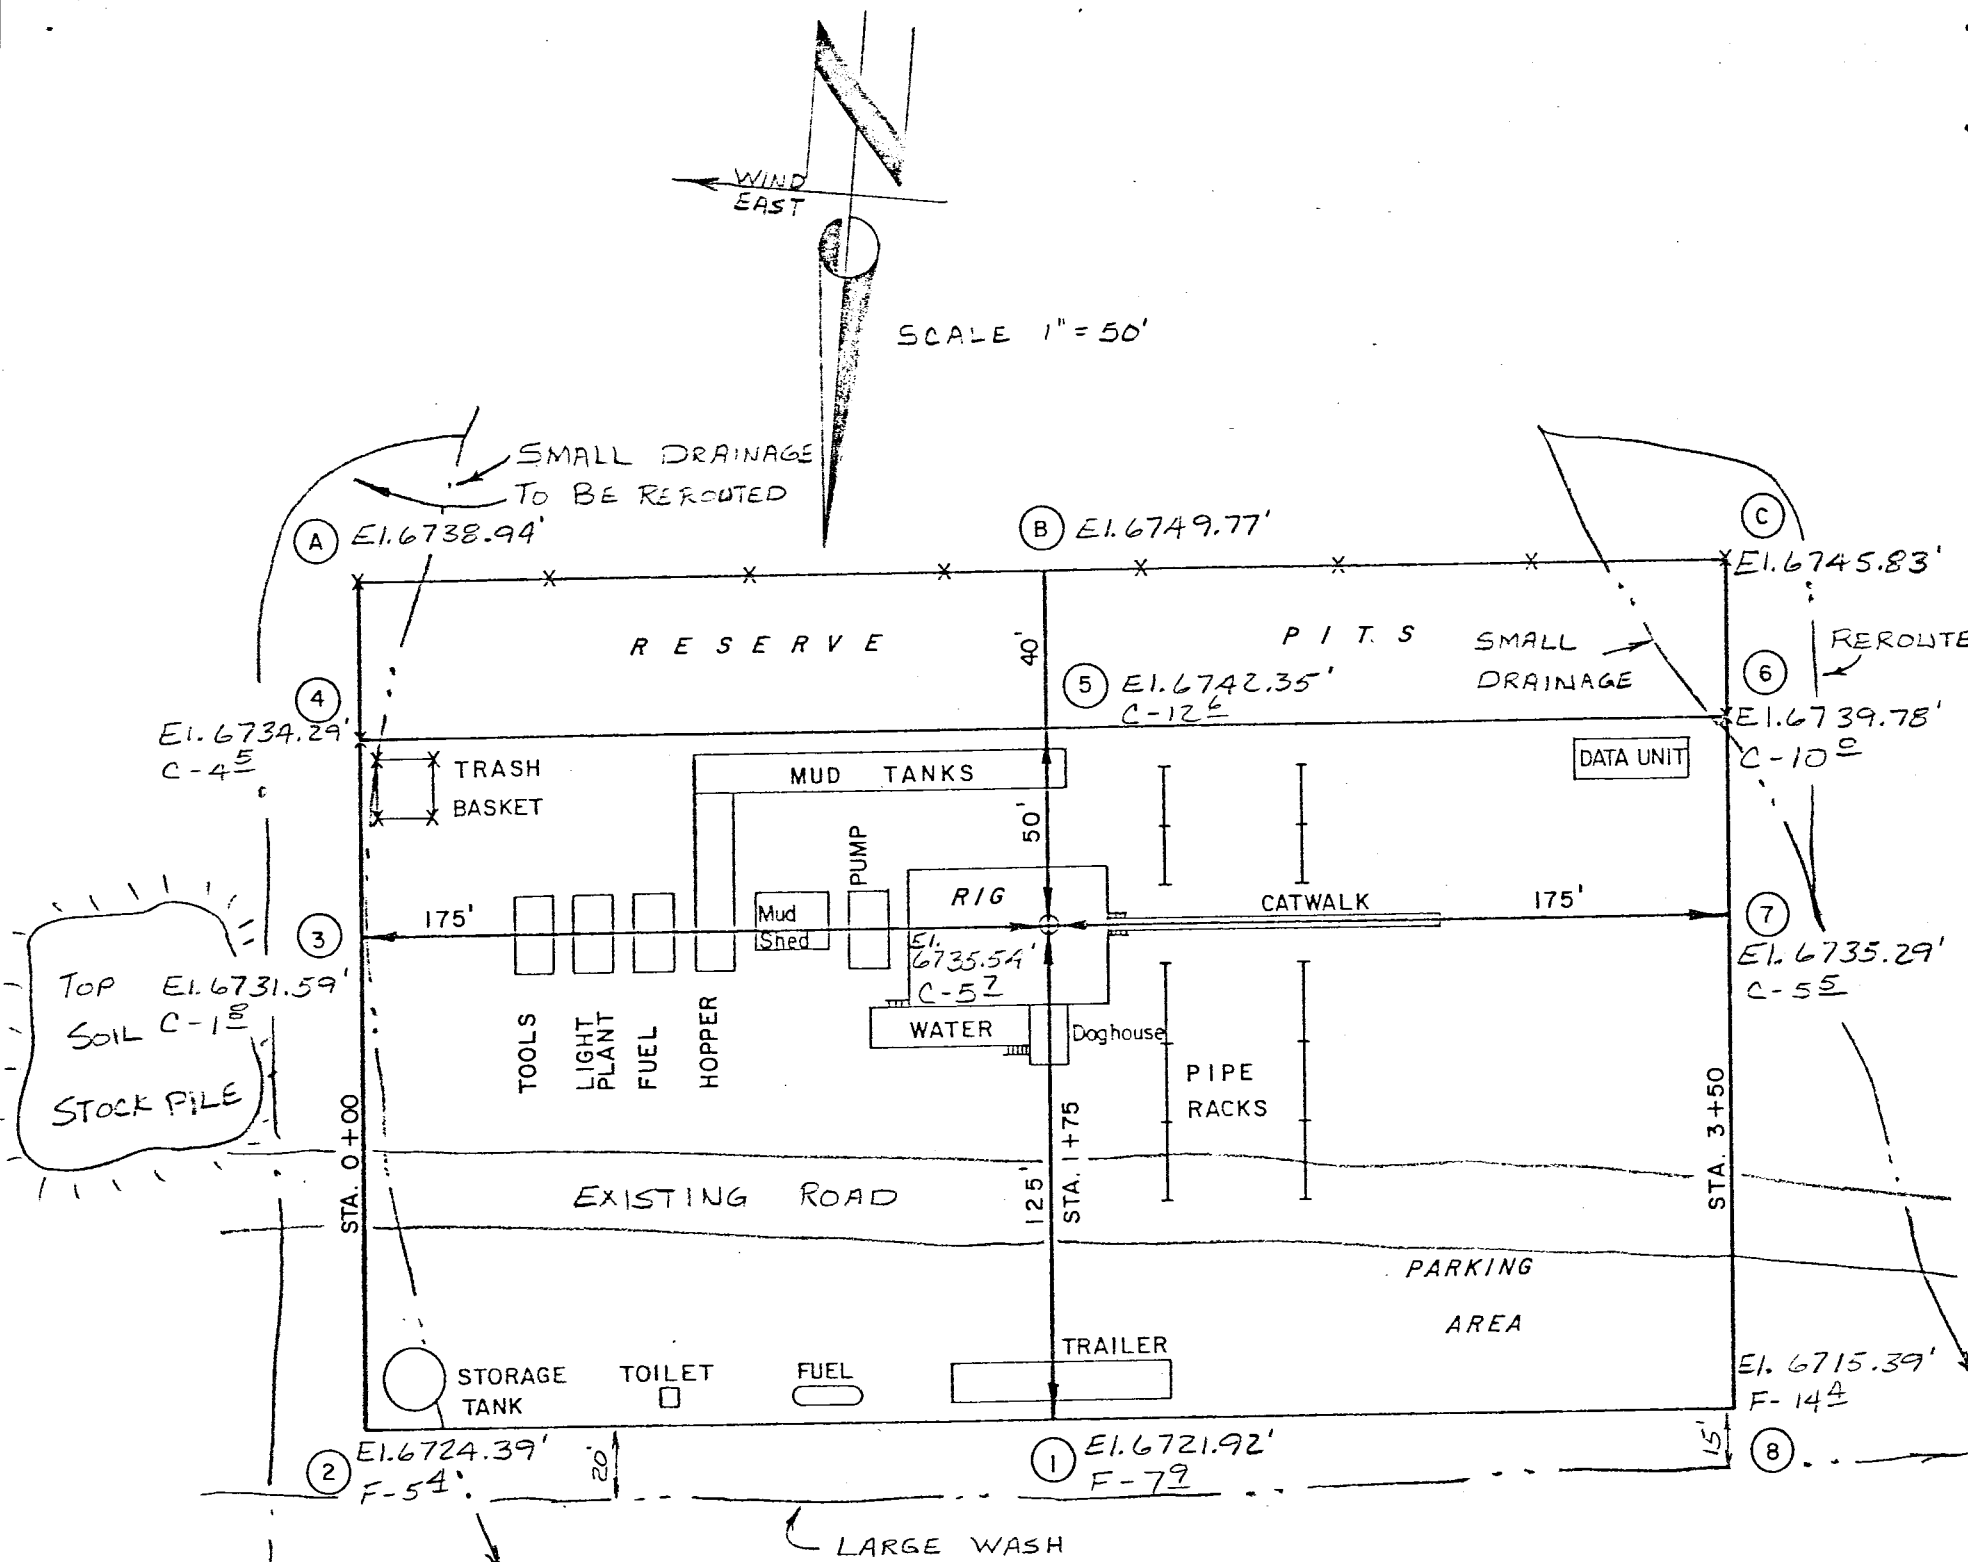 WIND
EAST
SCALE 1" = 50'
SMALL DRAINAGE
TO BE REROUTED
A El. 6738.94'
B El. 6749.77'
C
El. 6745.83'
RESERVE
PITS
40'
SMALL
DRAINAGE
REROUTE
4
El. 6734.29'
C-4 5
5 El. 6742.35'
C-12 6
6
El. 6739.78'
C-10 0
TRASH
BASKET
MUD TANKS
DATA UNIT
50'
PUMP
RIG
CATWALK
175'
175'
3
Mud
Shed
7
El.
6735.54'
C-5 7
El. 6735.29'
C-5 5
TOP
SOIL
STOCK PILE
El. 6731.59'
C-1 8
WATER
Doghouse
TOOLS
LIGHT
PLANT
FUEL
HOPPER
PIPE
RACKS
STA. 0+00
125'
STA. 1+75
STA. 3+50
EXISTING ROAD
PARKING
AREA
STORAGE
TANK
TOILET
FUEL
TRAILER
El. 6715.39'
F-14 4
2 El. 6724.39'
F-5 4
20'
1 El. 6721.92'
F-7 9
15'
8
LARGE WASH